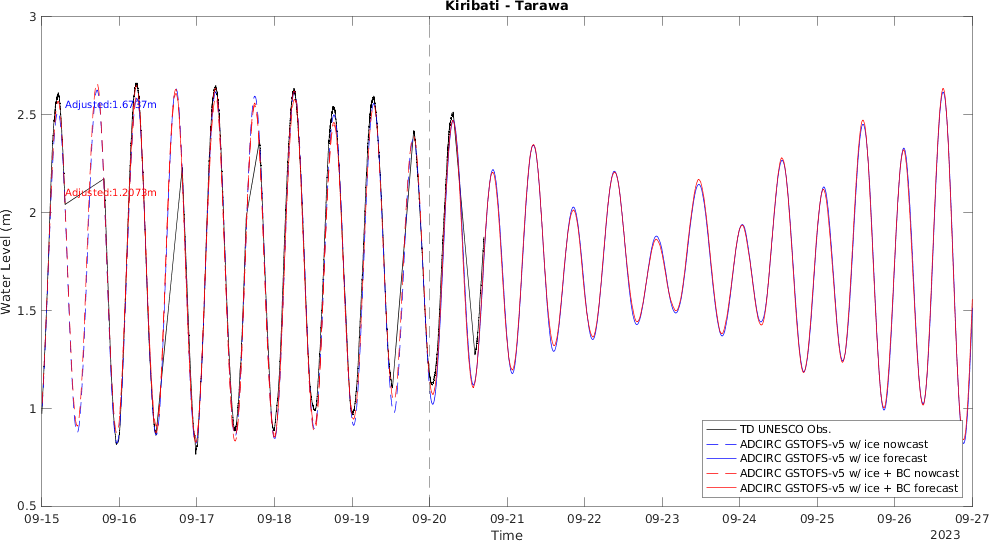 Kiribati - Tarawa
3
2.5
2
1.5
1
0.5
Water Level (m)
Adjusted:1.6737m
Adjusted:1.2073m
TD UNESCO Obs.
ADCIRC GSTOFS-v5 w/ ice nowcast
ADCIRC GSTOFS-v5 w/ ice forecast
ADCIRC GSTOFS-v5 w/ ice + BC nowcast
ADCIRC GSTOFS-v5 w/ ice + BC forecast
09-15 09-16 09-17 09-18 09-19 09-20 09-21 09-22 09-23 09-24 09-25 09-26 09-27
Time
2023